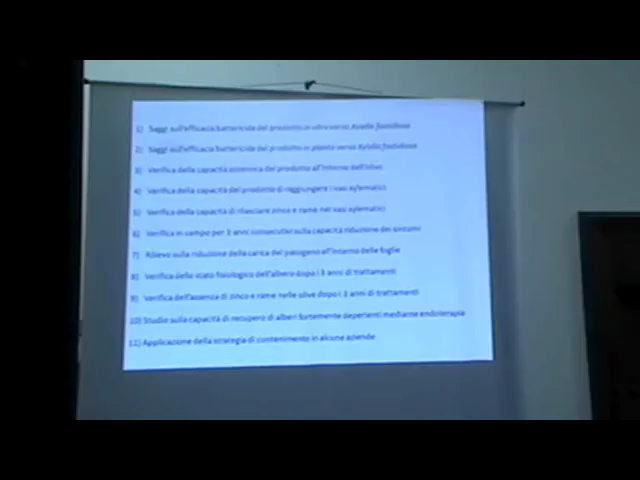 1) Saggi sull'efficacia battericida del prodotto in vitro verso Xylella fastidiosa
2) Saggi sull'efficacia battericida del prodotto in planta verso Xylella fastidiosa
3) Verifica della capacità sistemica del prodotto all'interno dell'olivo
4) Verifica della capacità del prodotto di raggiungere i vasi xylematici
5) Verifica della capacità di rilasciare zinco e rame nei vasi xylematici
6) Verifica in campo per 3 anni consecutivi sulla capacità riduzione dei sintomi
7) Rilievo sulla riduzione della carica del patogeno all'interno delle foglie
8) Verifica dello stato fisiologico dell'albero dopo i 3 anni di trattamenti
9) Verifica dell'assenza di zinco e rame nelle olive dopo i 3 anni di trattamenti
10) Studio sulla capacità di recupero di alberi fortemente deperienti mediante endoterapia
11) Applicazione della strategia di contenimento in alcune aziende